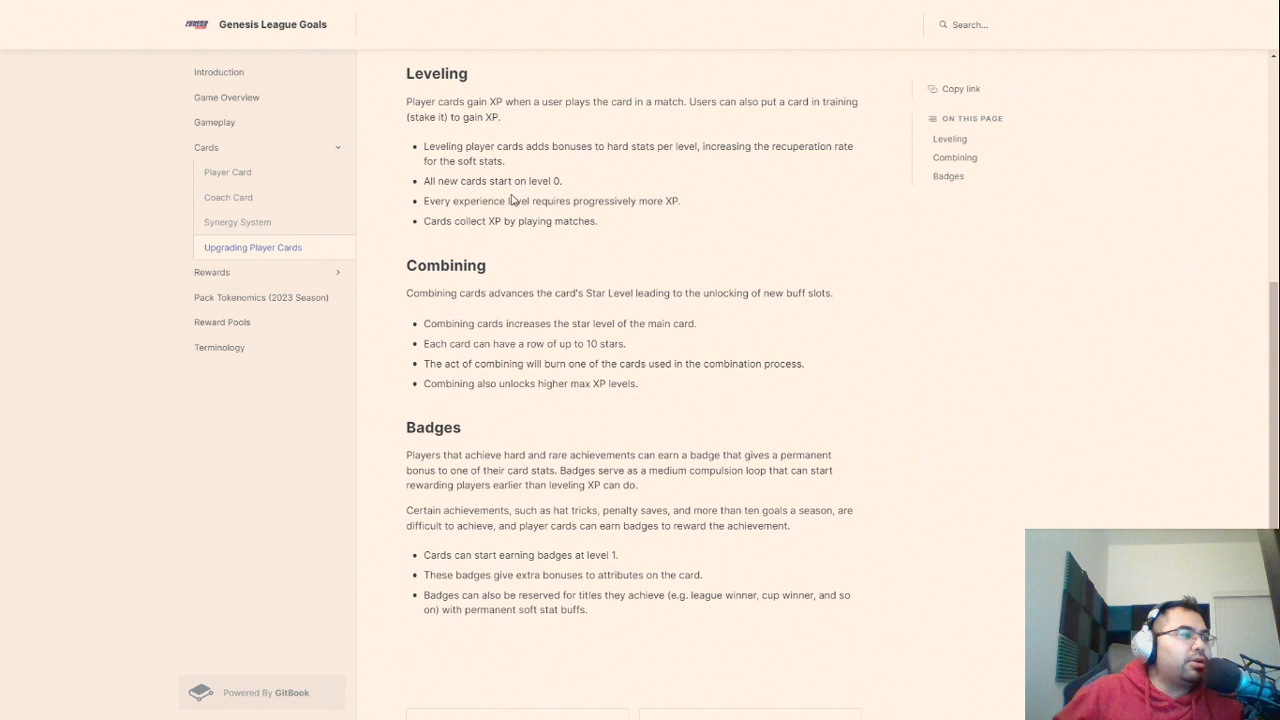 Genesis League Goals
Search...
Introduction
Game Overview
Gameplay
Cards
Player Card
Coach Card
Synergy System
Upgrading Player Cards
Rewards
Pack Tokenomics (2023 Season)
Reward Pools
Terminology
Powered By GitBook
Leveling
Player cards gain XP when a user plays the card in a match. Users can also put a card in training
(stake it) to gain XP.
Leveling player cards adds bonuses to hard stats per level, increasing the recuperation rate
for the soft stats.
All new cards start on level 0.
Every experience level requires progressively more XP.
Cards collect XP by playing matches.
Combining
Combining cards advances the card's Star Level leading to the unlocking of new buff slots.
Combining cards increases the star level of the main card.
Each card can have a row of up to 10 stars.
The act of combining will burn one of the cards used in the combination process.
Combining also unlocks higher max XP levels.
Badges
Players that achieve hard and rare achievements can earn a badge that gives a permanent
bonus to one of their card stats. Badges serve as a medium compulsion loop that can start
rewarding players earlier than leveling XP can do.
Certain achievements, such as hat tricks, penalty saves, and more than ten goals a season, are
difficult to achieve, and player cards can earn badges to reward the achievement.
Cards can start earning badges at level 1.
These badges give extra bonuses to attributes on the card.
Badges can also be reserved for titles they achieve (e.g. league winner, cup winner, and so
on) with permanent soft stat buffs.
Copy link
ON THIS PAGE
Leveling
Combining
Badges